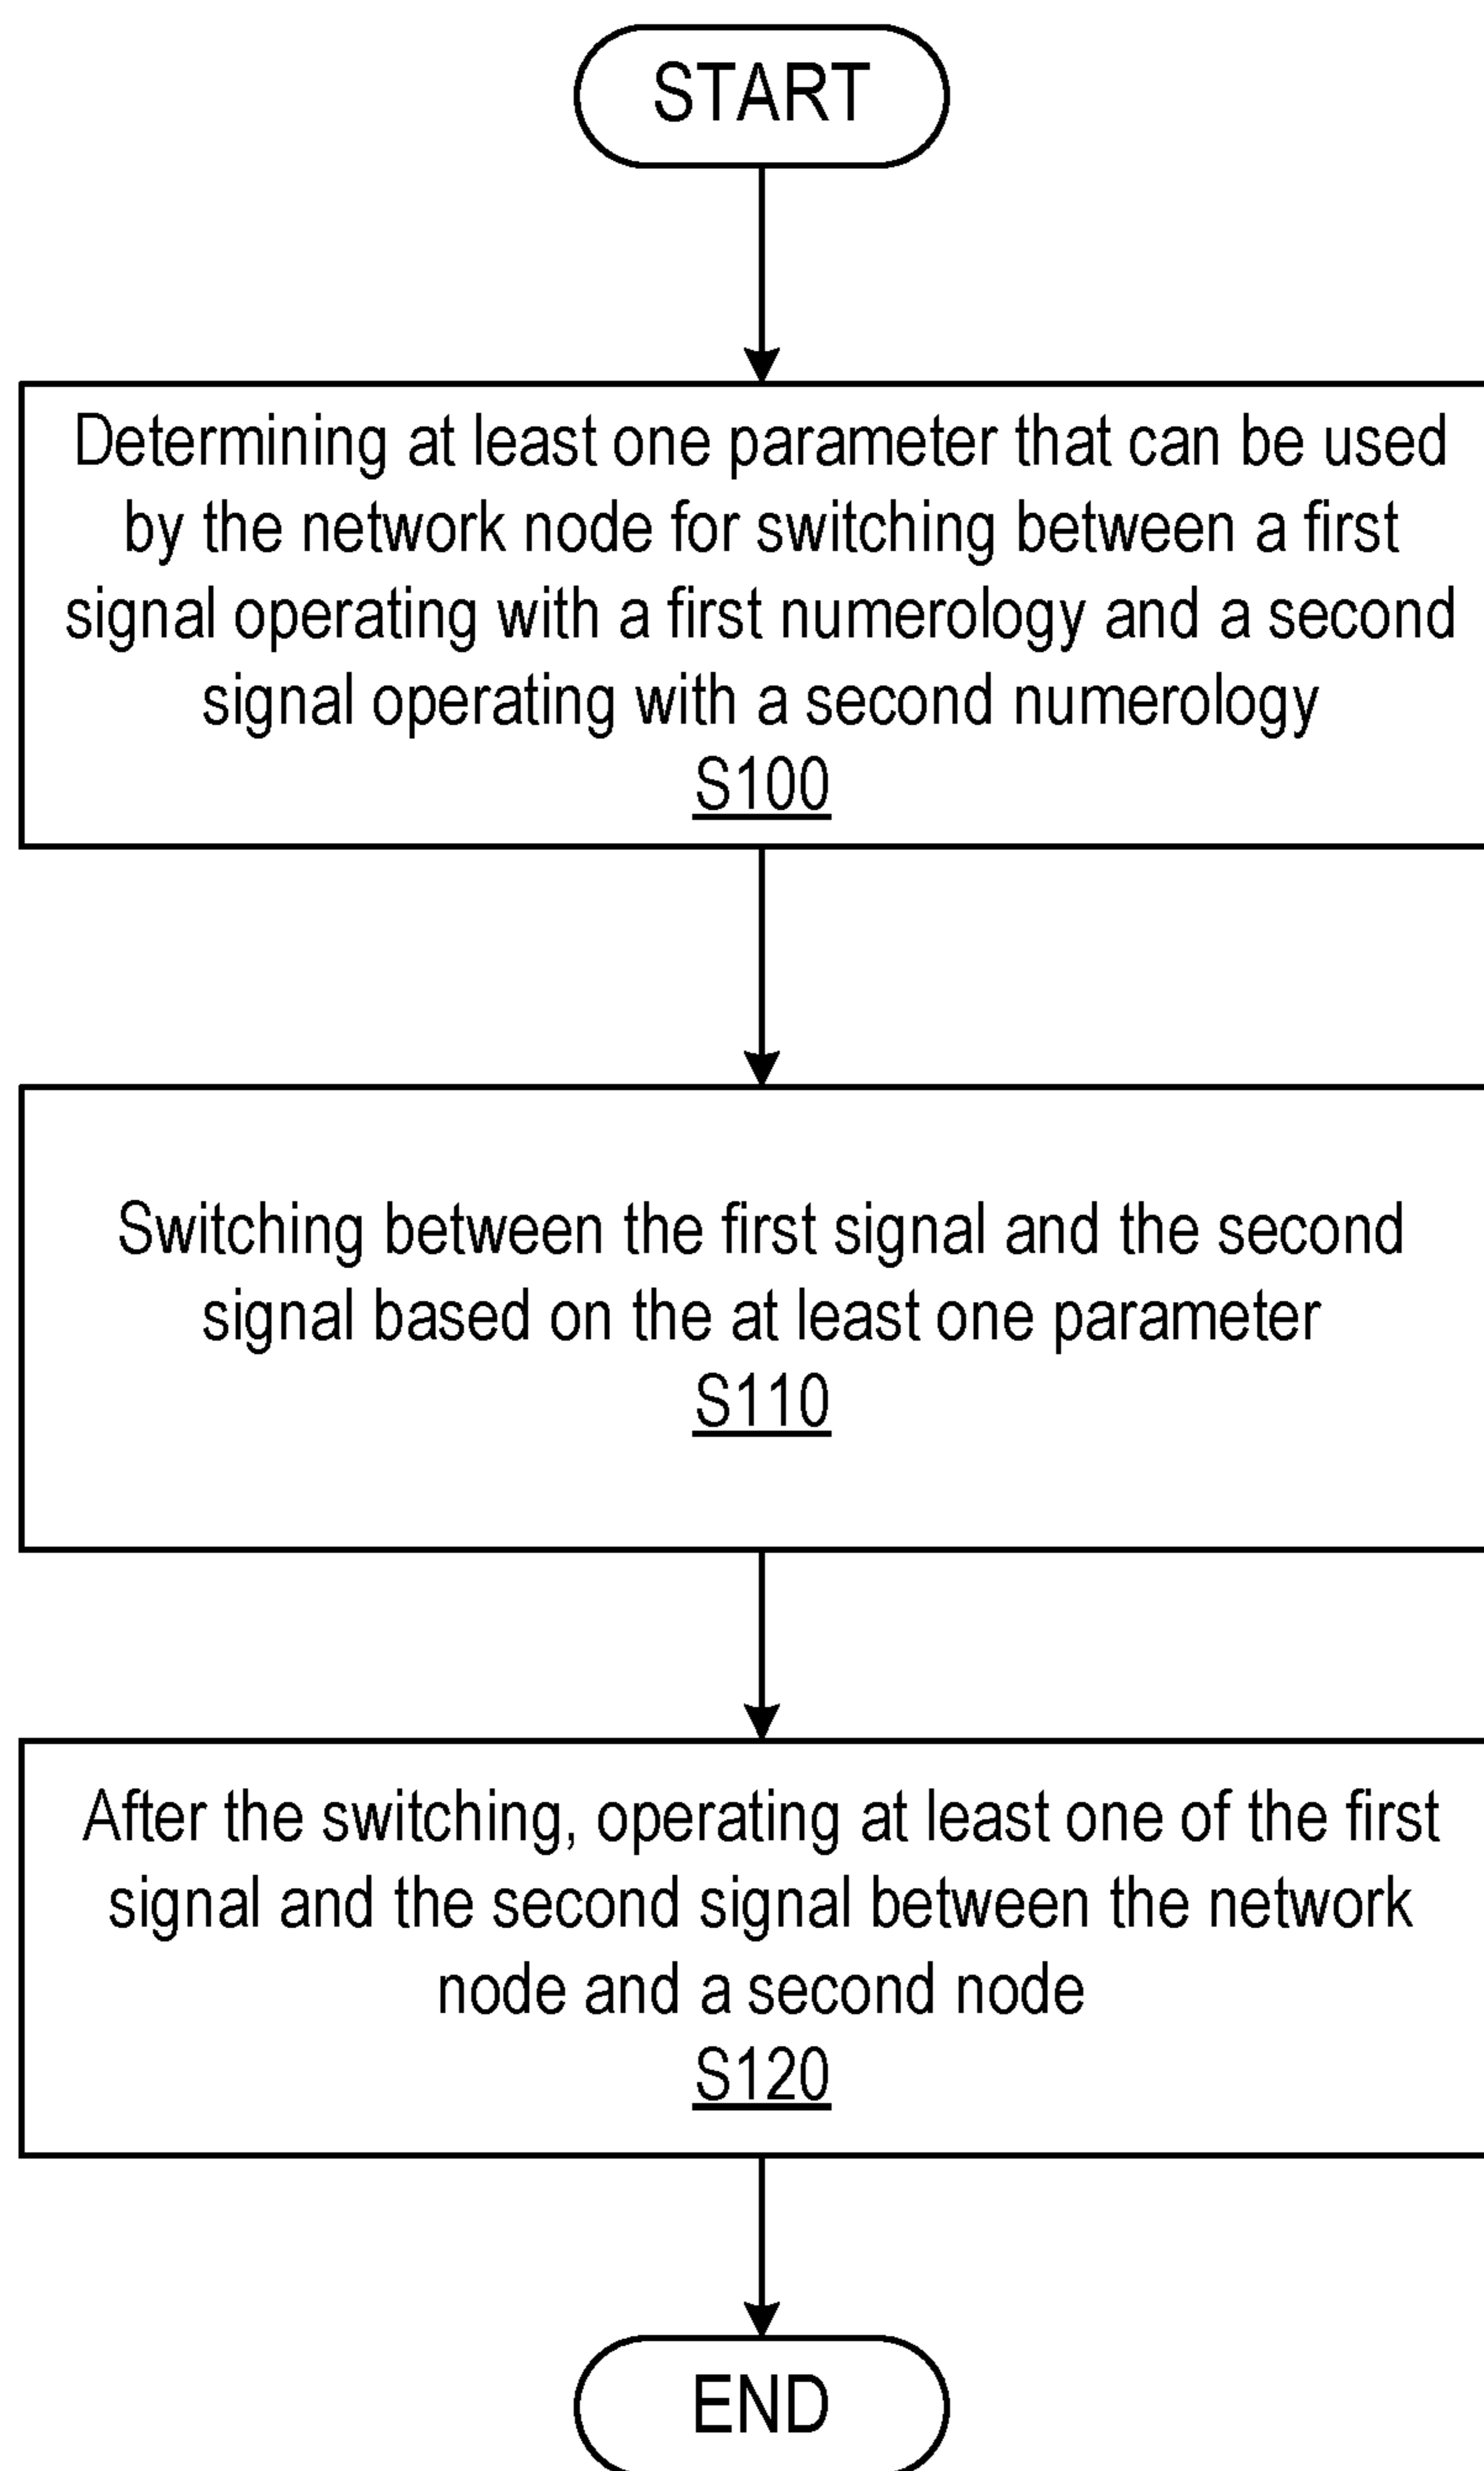 START
Determining at least one parameter that can be used
by the network node for switching between a first
signal operating with a first numerology and a second
signal operating with a second numerology
S100
Switching between the first signal and the second
signal based on the at least one parameter
S110
After the switching, operating at least one of the first
signal and the second signal between the network
node and a second node
S120
END